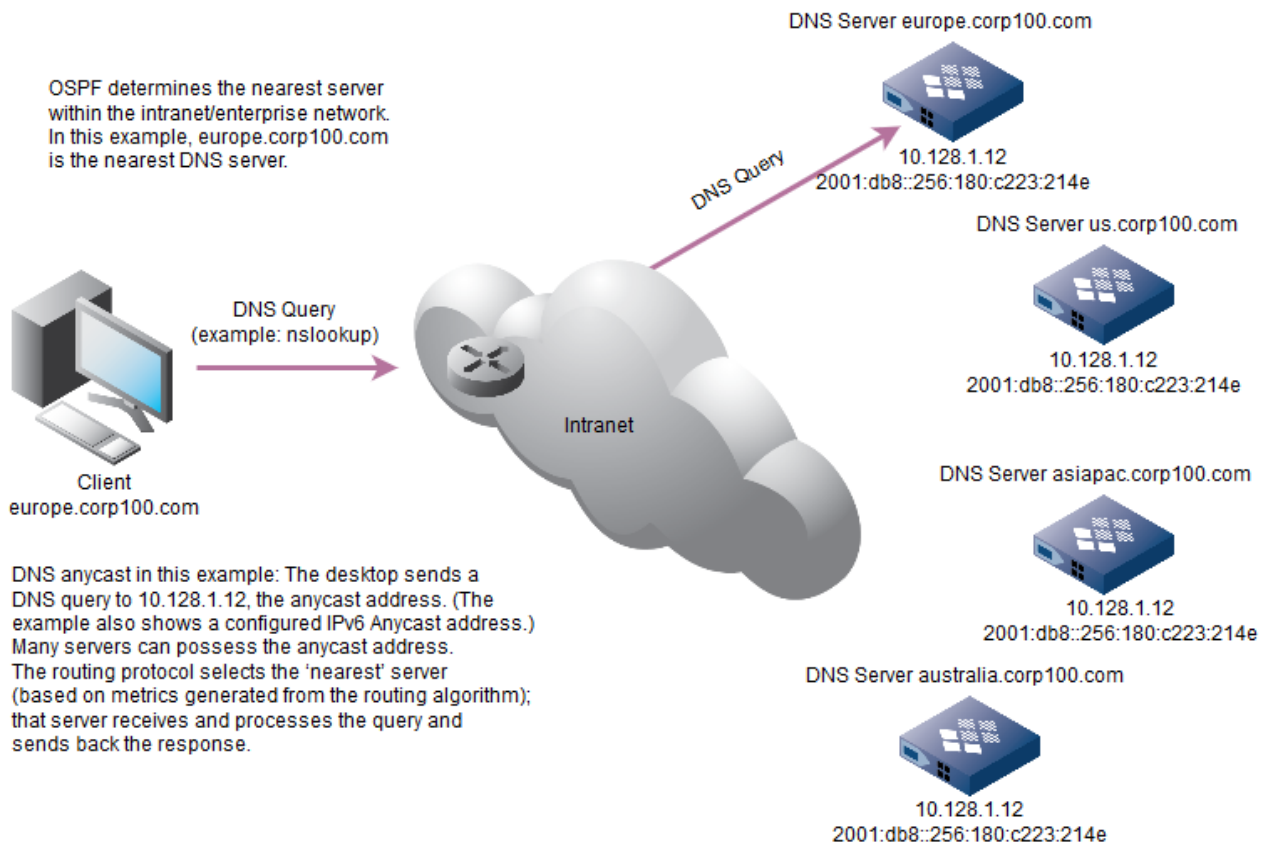 DNS Server europe.corp100.com
OSPF determines the nearest server
within the intranet/enterprise network.
In this example, europe.corp100.com
is the nearest DNS server.
10.128.1.12
2001:db8::256:180:c223:214e
DNS Query
DNS Server us.corp100.com
10.128.1.12
2001:db8::256:180:c223:214e
DNS Query
(example: nslookup)
Intranet
Client
europe.corp100.com
DNS Server asiapac.corp100.com
10.128.1.12
2001:db8::256:180:c223:214e
DNS anycast in this example: The desktop sends a
DNS query to 10.128.1.12, the anycast address. (The
example also shows a configured IPv6 Anycast address.)
Many servers can possess the anycast address.
The routing protocol selects the ‘nearest’ server
(based on metrics generated from the routing algorithm);
that server receives and processes the query and
sends back the response.
DNS Server australia.corp100.com
10.128.1.12
2001:db8::256:180:c223:214e